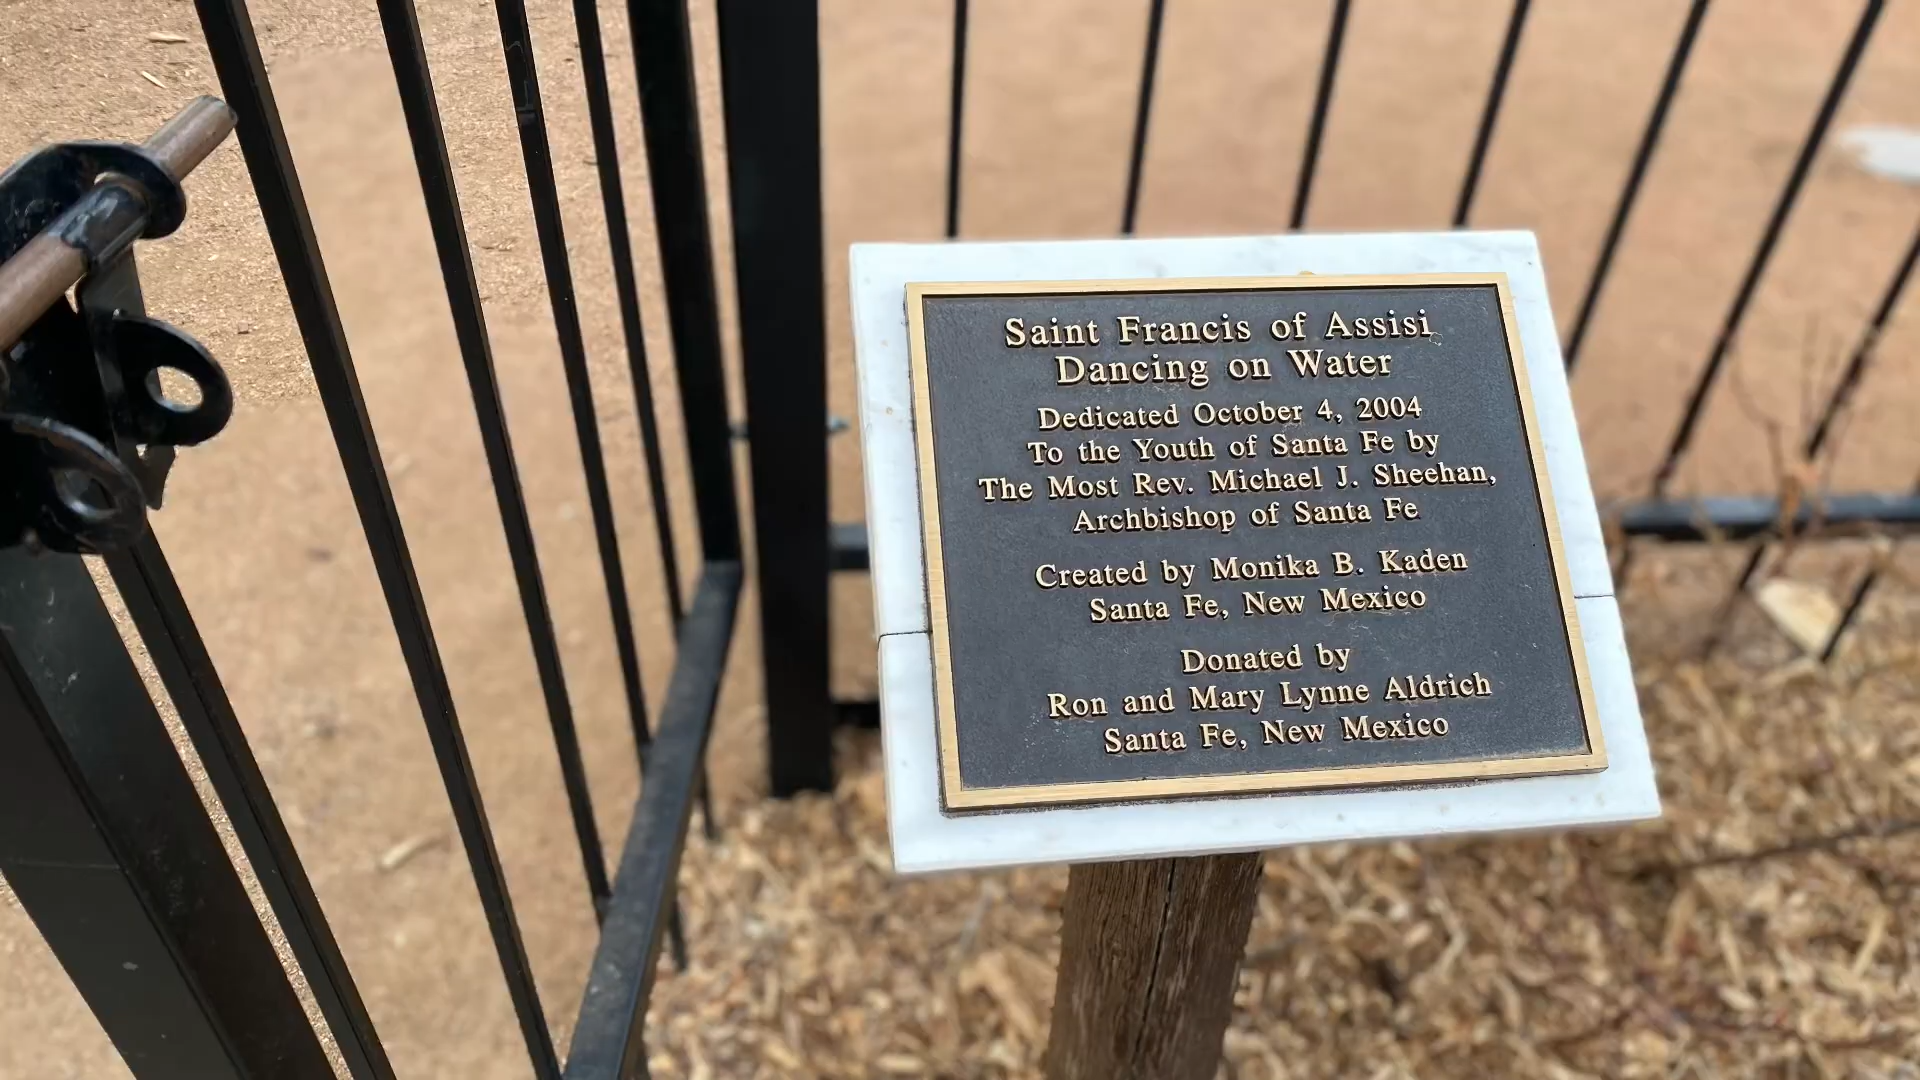 Saint Francis of Assisi
Dancing on Water
Dedicated October 4, 2004
To the Youth of Santa Fe by
The Most Rev. Michael J. Sheehan,
Archbishop of Santa Fe
Created by Monika B. Kaden
Santa Fe, New Mexico
Donated by
Ron and Mary Lynne Aldrich
Santa Fe, New Mexico